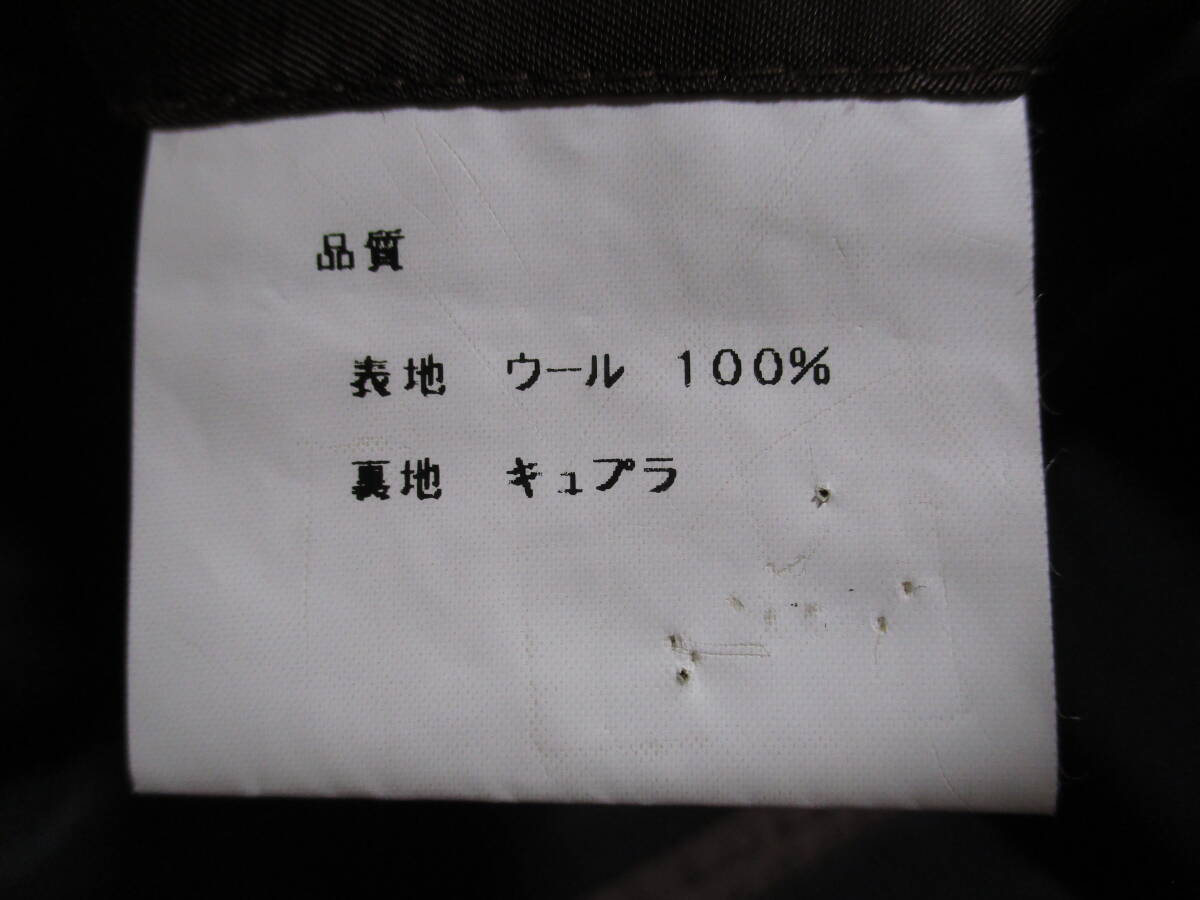 品質
表地 ウール 100%
裏地 キュプラ